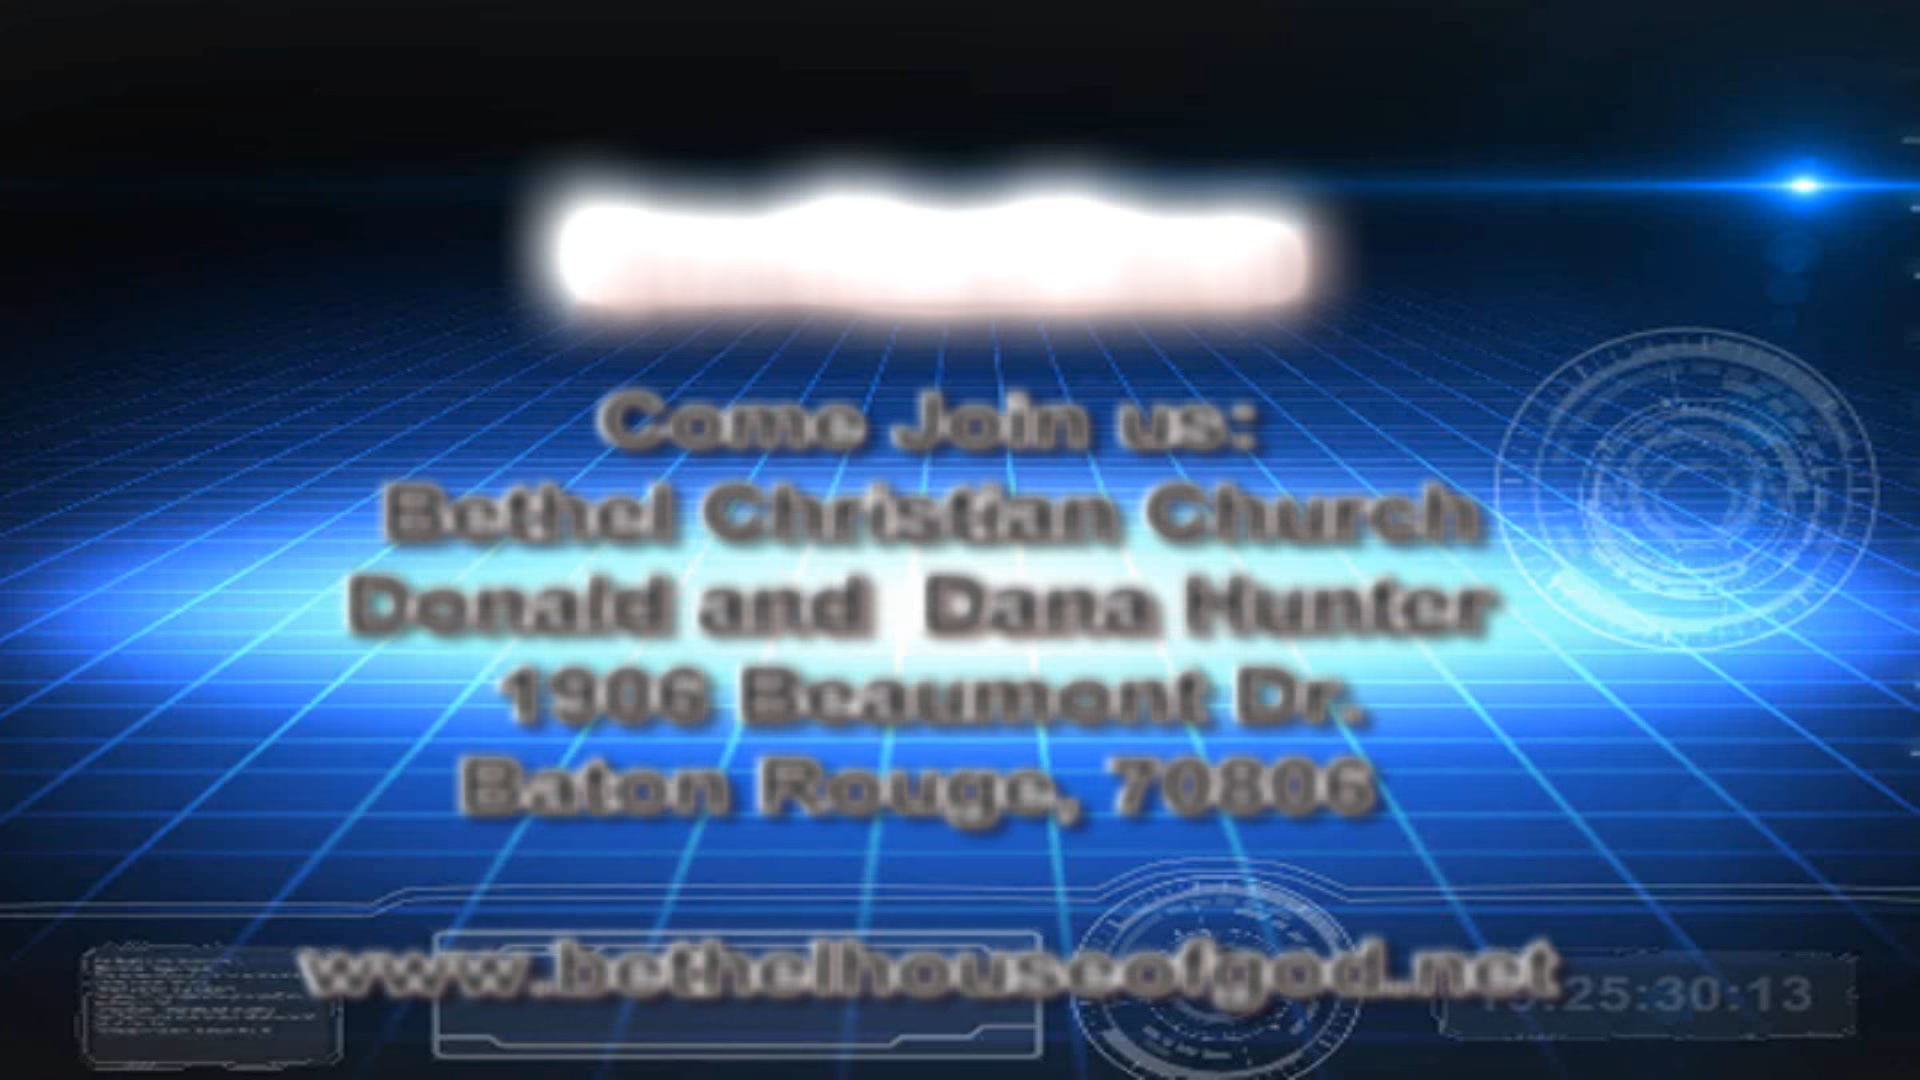 Come Join us:
Bethel Christian Church
Donald and Dana Hunter
1906 Beaumont Dr.
Baton Rouge, 70806
www.bethelhouseofgod.net
:25:30:13